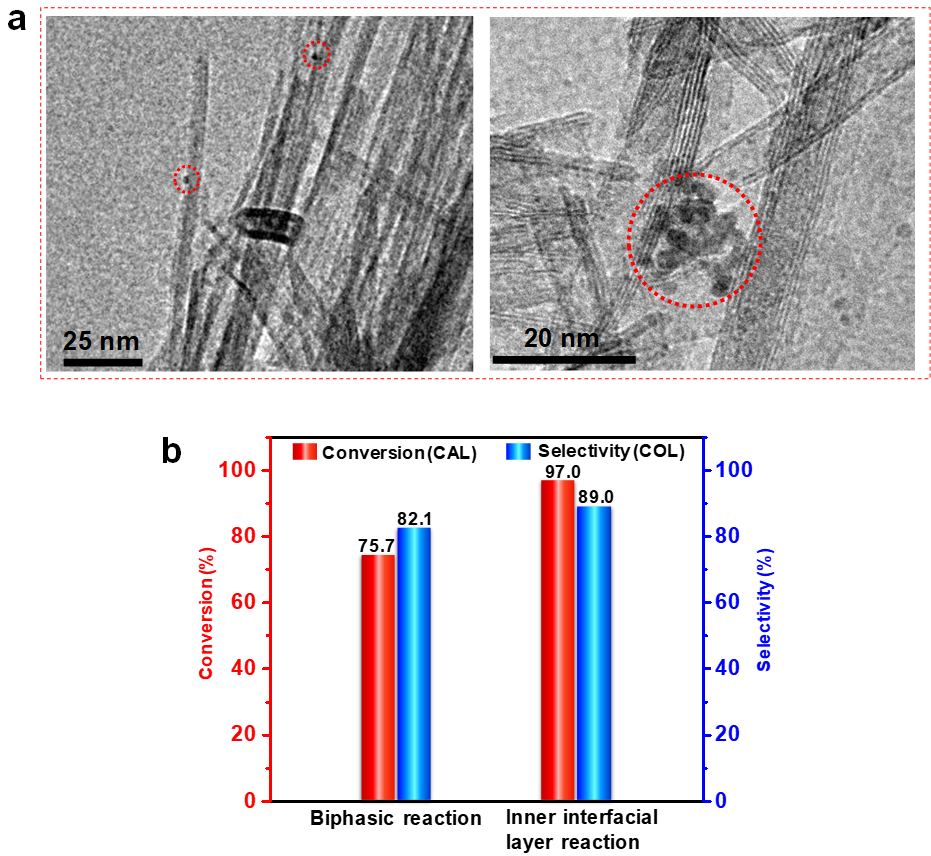 a
25 nm
20 nm
b
Conversion (CAL)
Selectivity (COL)
100
80
60
40
20
0
Conversion (%)
75.7
82.1
97.0
89.0
100
80
60
40
20
0
Selectivity (%)
Biphasic reaction
Inner interfacial
layer reaction